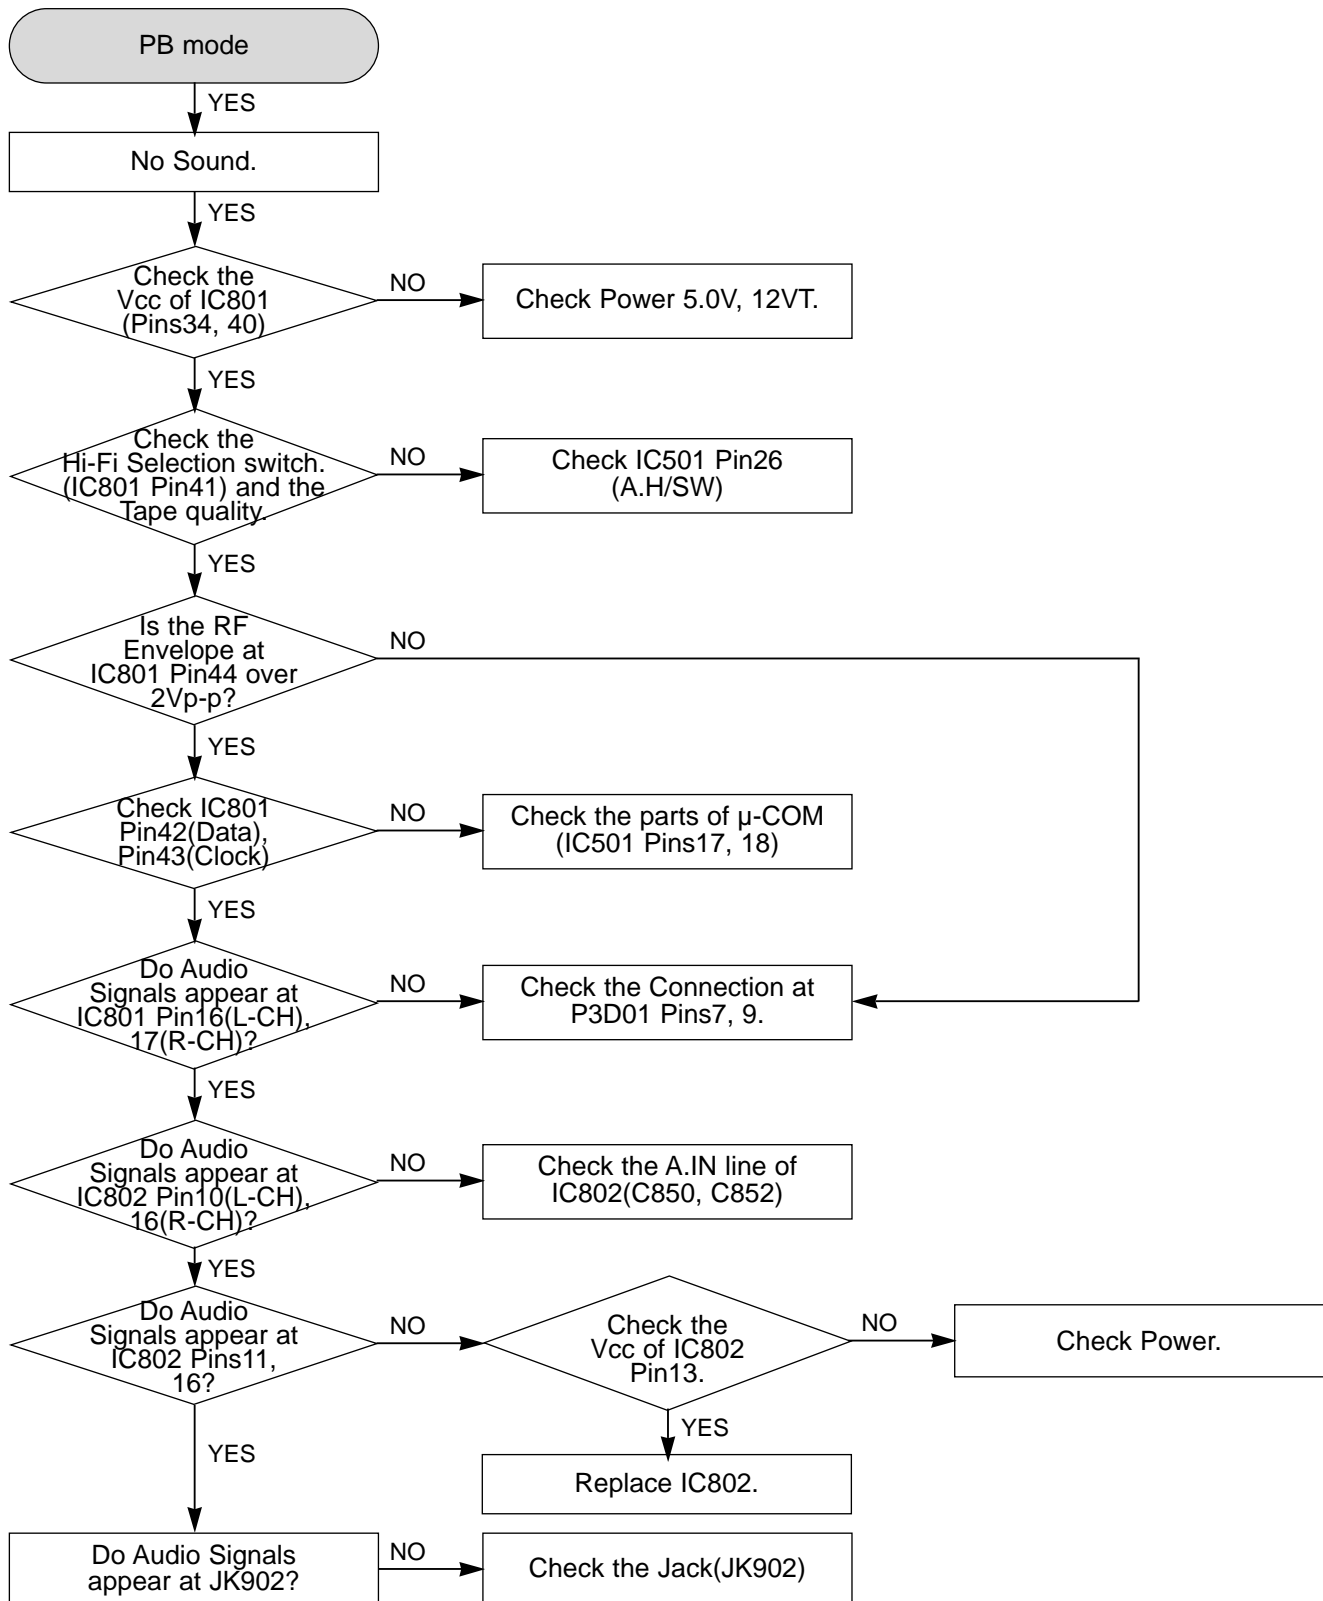 PB mode
YES
No Sound.
YES
Check the
Vcc of IC801
(Pins34, 40)
NO
Check Power 5.0V, 12VT.
YES
Check the
Hi-Fi Selection switch.
(IC801 Pin41) and the
Tape quality.
NO
Check IC501 Pin26
(A.H/SW)
YES
Is the RF
Envelope at
IC801 Pin44 over
2Vp-p?
NO
YES
Check IC801
Pin42(Data),
Pin43(Clock)
NO
Check the parts of µ-COM
(IC501 Pins17, 18)
YES
Do Audio
Signals appear at
IC801 Pin16(L-CH),
17(R-CH)?
NO
Check the Connection at
P3D01 Pins7, 9.
YES
Do Audio
Signals appear at
IC802 Pin10(L-CH),
16(R-CH)?
NO
Check the A.IN line of
IC802(C850, C852)
YES
Do Audio
Signals appear at
IC802 Pins11,
16?
NO
Check the
Vcc of IC802
Pin13.
NO
Check Power.
YES
Replace IC802.
YES
Do Audio Signals
appear at JK902?
NO
Check the Jack(JK902)